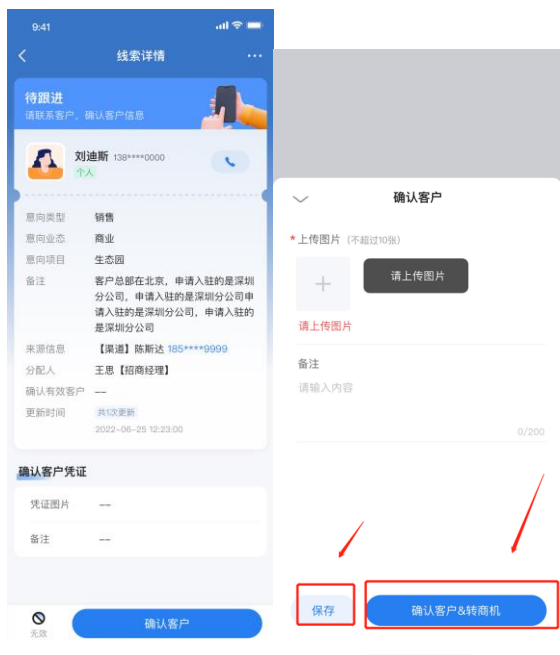 9:41
线索详情
待跟进
请联系客户，确认客户信息
刘迪斯 138****0000
个人
意向类型 销售
意向业态 商业
意向项目 生态园
备注 客户总部在北京，申请入驻的是深圳
分公司，申请入驻的是深圳分公司申
请入驻的是深圳分公司，申请入驻的
是深圳分公司
来源信息 【渠道】陈斯达 185****9999
分配人 王思【招商经理】
确认有效客户 ——
更新时间 共1次更新
2022-06-25 12:23:00
确认客户凭证
凭证图片 ——
备注 ——
无效
确认客户
确认客户
*上传图片（不超过10张）
请上传图片
请上传图片
备注
请输入内容
0/200
保存
确认客户&转商机